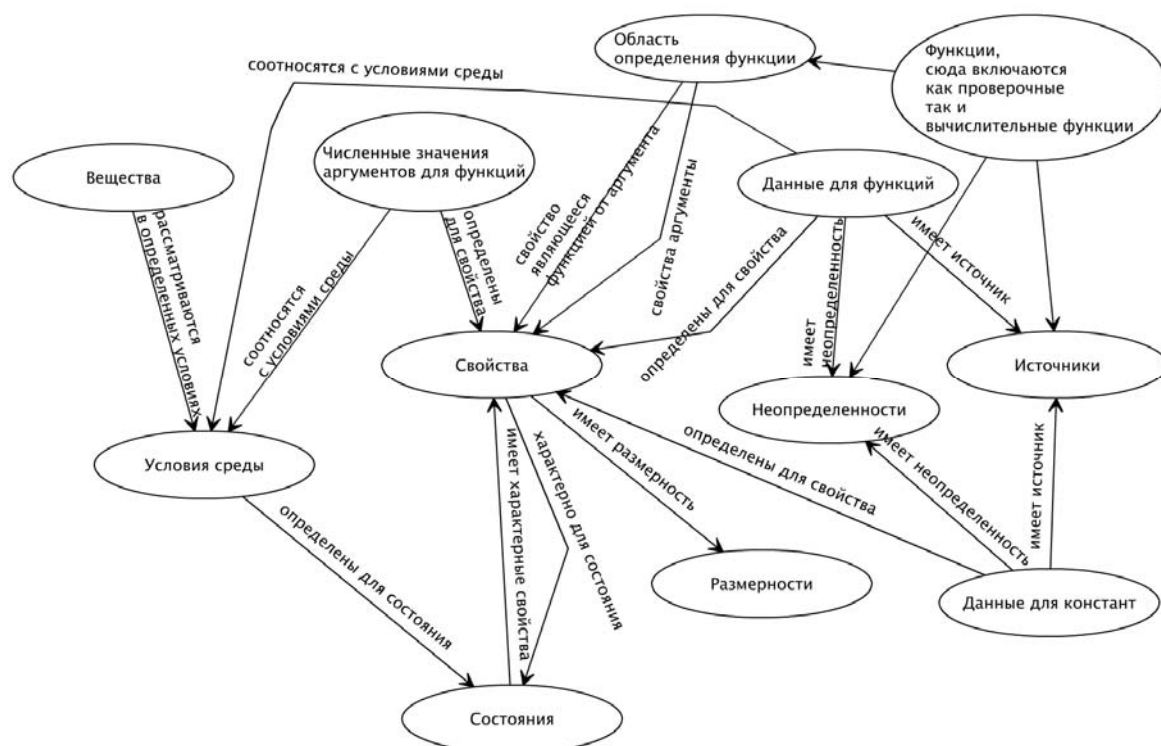 Область
определения функции
Функции,
сюда включаются
как проверочные
так и
вычислительные функции
соотносятся с условиями среды
Вещества
Численные значения
аргументов для функций
Данные для функций
рассматриваются
в определенных условиях
соотносятся
с условиями среды
определены
для свойства
свойство
являющееся
функцией от аргумента
свойства аргументы
определены для свойства
имеет
неопределенность
имеет источник
Свойства
Источники
Неопределенности
Условия среды
определены для свойства
имеет неопределенность
имеет источник
имеет размерность
имеет характерные свойства
характерно для состояния
определены для состояния
Размерности
Данные для констант
Состояния